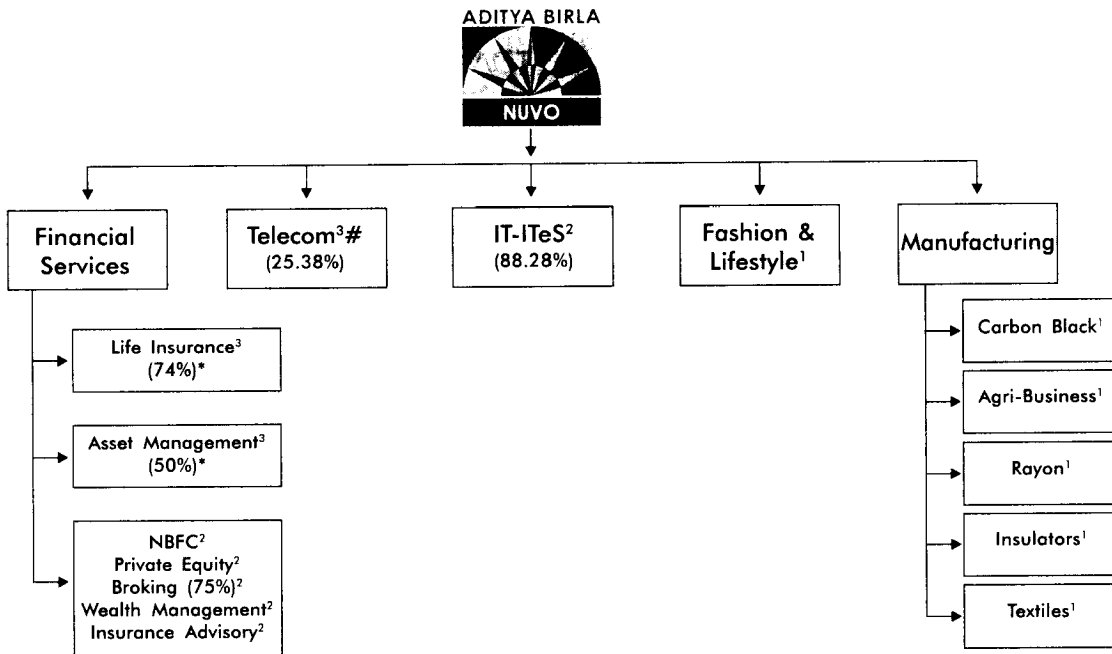 ADITYA BIRLA
NUVO
Financial
Services
Telecom³#
(25.38%)
IT-ITeS²
(88.28%)
Fashion &
Lifestyle¹
Manufacturing
Life Insurance³
(74%)*
Asset Management³
(50%)*
NBFC²
Private Equity²
Broking (75%)²
Wealth Management²
Insurance Advisory²
Carbon Black¹
Agri-Business¹
Rayon¹
Insulators¹
Textiles¹